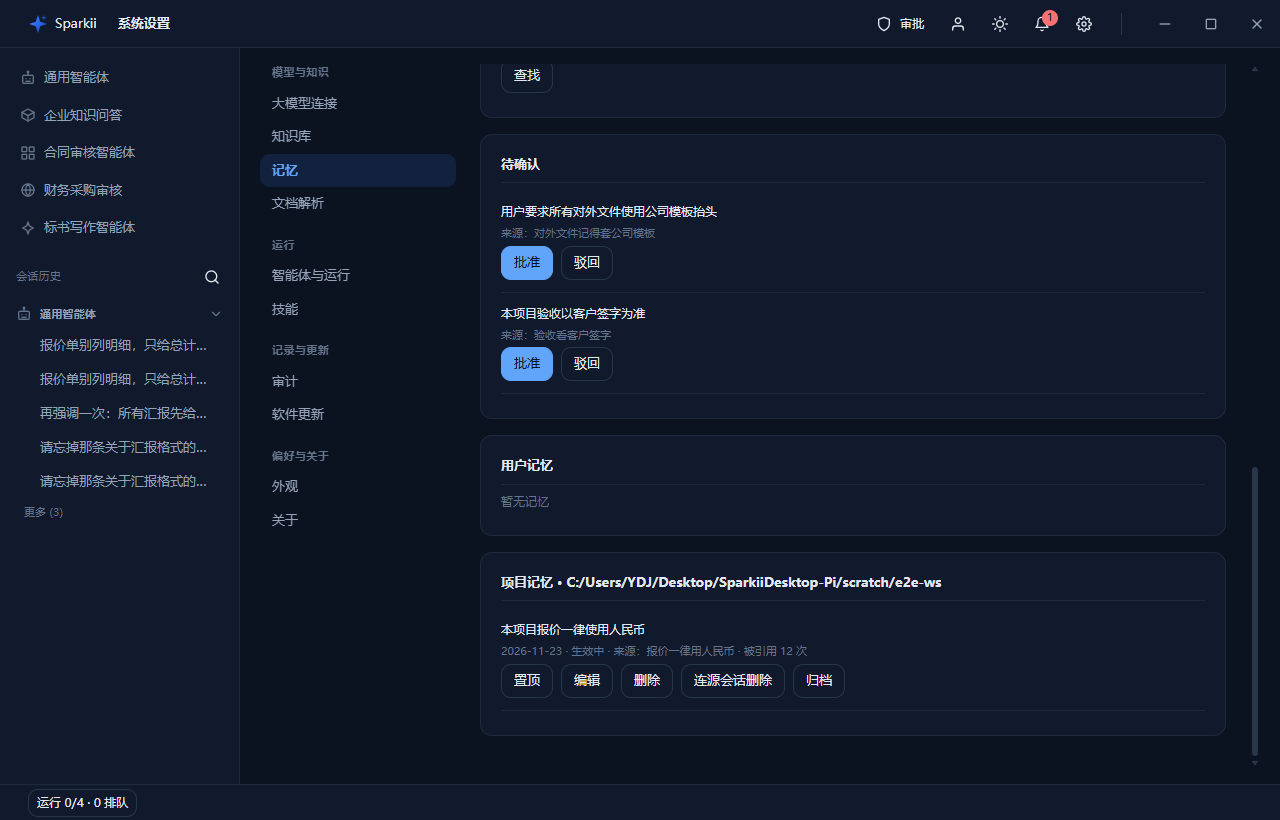 Sparkii 系统设置
审批
1
通用智能体
企业知识问答
合同审核智能体
财务采购审核
标书写作智能体
会话历史
通用智能体
报价单别列明细，只给总计...
报价单别列明细，只给总计...
再强调一次：所有汇报先给...
请忘掉那条关于汇报格式的...
请忘掉那条关于汇报格式的...
更多 (3)
模型与知识
大模型连接
知识库
记忆
文档解析
运行
智能体与运行
技能
记录与更新
审计
软件更新
偏好与关于
外观
关于
查找
待确认
用户要求所有对外文件使用公司模板抬头
来源：对外文件记得套公司模板
批准 驳回
本项目验收以客户签字为准
来源：验收看客户签字
批准 驳回
用户记忆
暂无记忆
项目记忆 • C:/Users/YDJ/Desktop/SparkiiDesktop-Pi/scratch/e2e-ws
本项目报价一律使用人民币
2026-11-23 · 生效中 · 来源：报价一律用人民币 · 被引用 12 次
置顶 编辑 删除 连源会话删除 归档
运行 0/4 · 0 排队